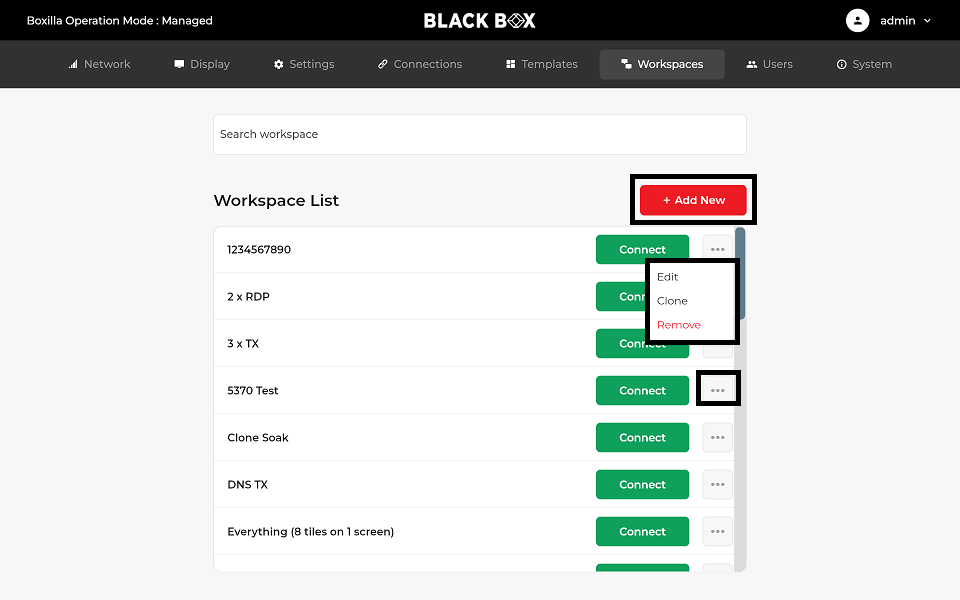 Boxilla Operation Mode : Managed
BLACK BOX
admin
Network
Display
Settings
Connections
Templates
Workspaces
Users
System
Search workspace
Workspace List
+ Add New
1234567890
Connect
2 x RDP
3 x TX
Edit
Clone
Remove
5370 Test
Connect
Clone Soak
Connect
DNS TX
Connect
Everything (8 tiles on 1 screen)
Connect